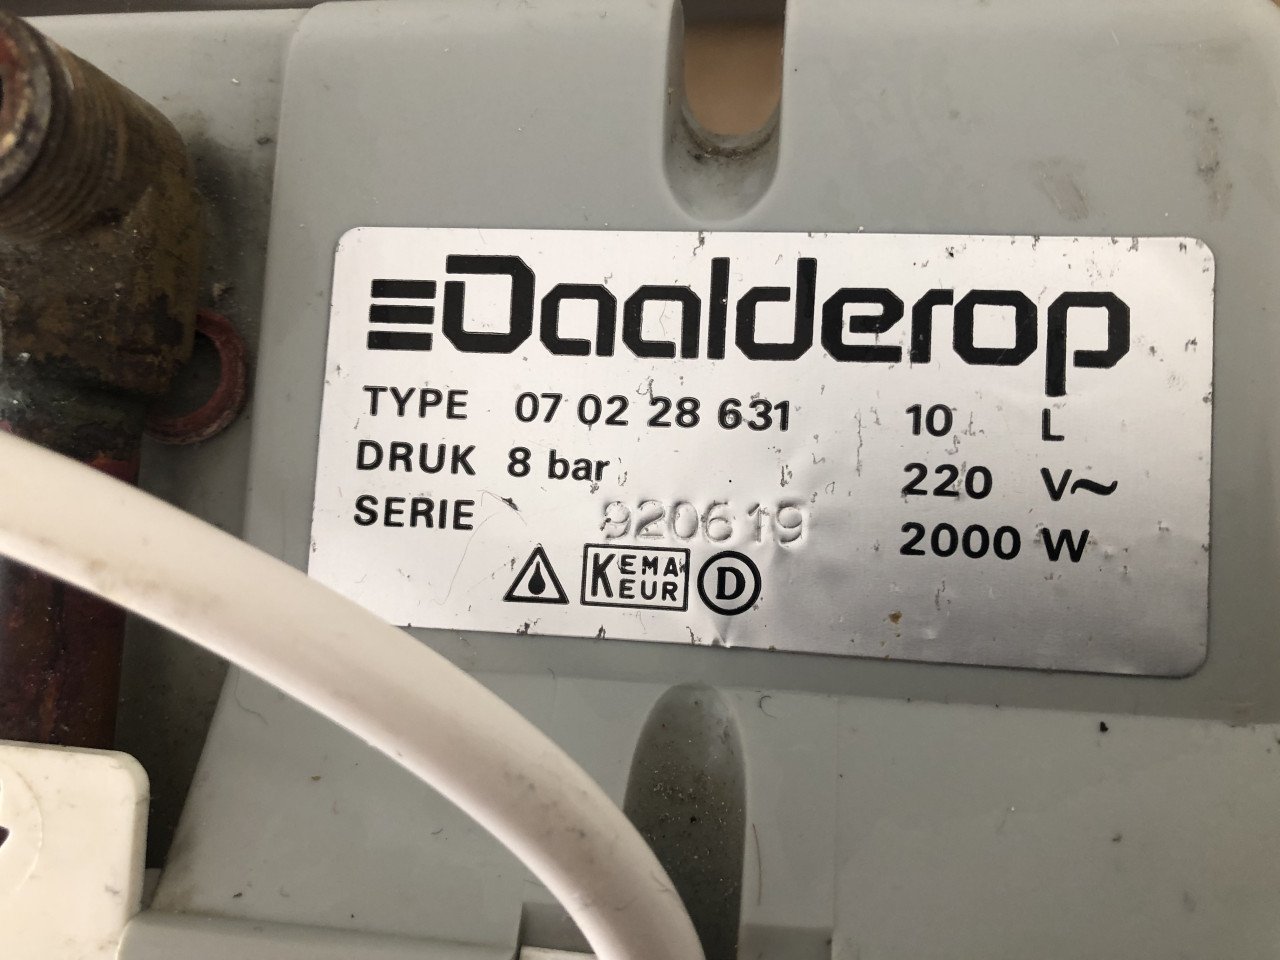 Daalderop
TYPE 07 02 28 631 10 L
DRUK 8 bar 220 V~
SERIE 920619 2000 W
KEMA
KEUR
D